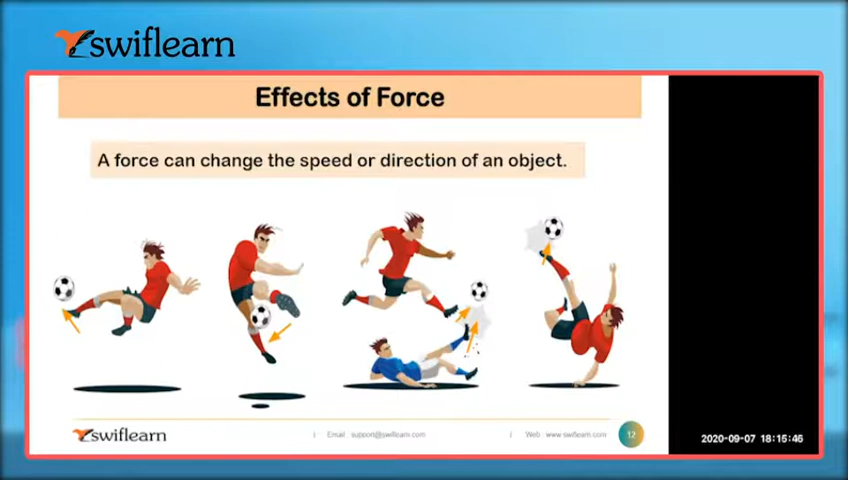 swiflearn
Effects of Force
A force can change the speed or direction of an object.
swiflearn
| Email : support@swiflearn.com
| Web : www.swiflearn.com
12
2020-09-07 18:15:46